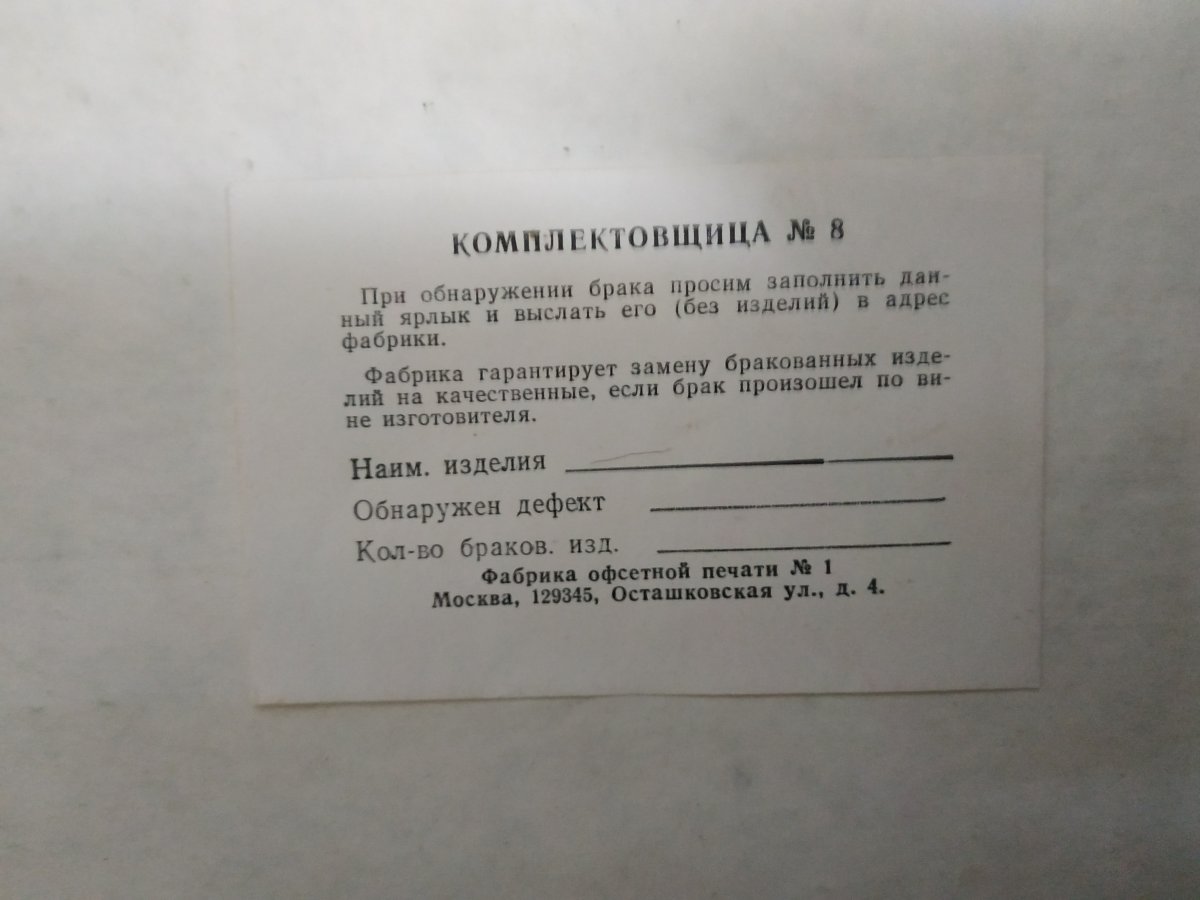 КОМПЛЕКТОВЩИЦА № 8
При обнаружении брака просим заполнить дан-
ный ярлык и выслать его (без изделий) в адрес
фабрики.
Фабрика гарантирует замену бракованных изде-
лий на качественные, если брак произошел по ви-
не изготовителя.
Наим. изделия
Обнаружен дефект
Кол-во браков. изд.
Фабрика офсетной печати № 1
Москва, 129345, Осташковская ул., д. 4.